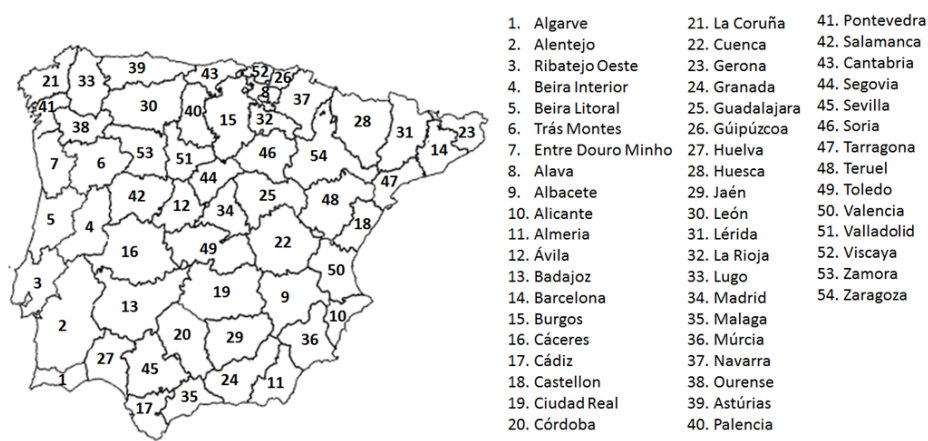 1. Algarve
2. Alentejo
3. Ribatejo Oeste
4. Beira Interior
5. Beira Litoral
6. Trás Montes
7. Entre Douro Minho
8. Alava
9. Albacete
10. Alicante
11. Almeria
12. Ávila
13. Badajoz
14. Barcelona
15. Burgos
16. Cáceres
17. Cádiz
18. Castellon
19. Ciudad Real
20. Córdoba
21. La Coruña
22. Cuenca
23. Gerona
24. Granada
25. Guadalajara
26. Gúipúzcoa
27. Huelva
28. Huesca
29. Jaén
30. León
31. Lérida
32. La Rioja
33. Lugo
34. Madrid
35. Malaga
36. Múrcia
37. Navarra
38. Ourense
39. Astúrias
40. Palencia
41. Pontevedra
42. Salamanca
43. Cantabria
44. Segovia
45. Sevilla
46. Soria
47. Tarragona
48. Teruel
49. Toledo
50. Valencia
51. Valladolid
52. Viscaya
53. Zamora
54. Zaragoza
39
43
52
26
21
33
8
37
41
30
40
15
32
28
31
23
38
53
51
46
54
14
7
6
44
47
42
12
34
25
48
18
5
4
16
49
22
50
3
13
19
9
10
2
20
29
36
27
45
24
11
1
17
35